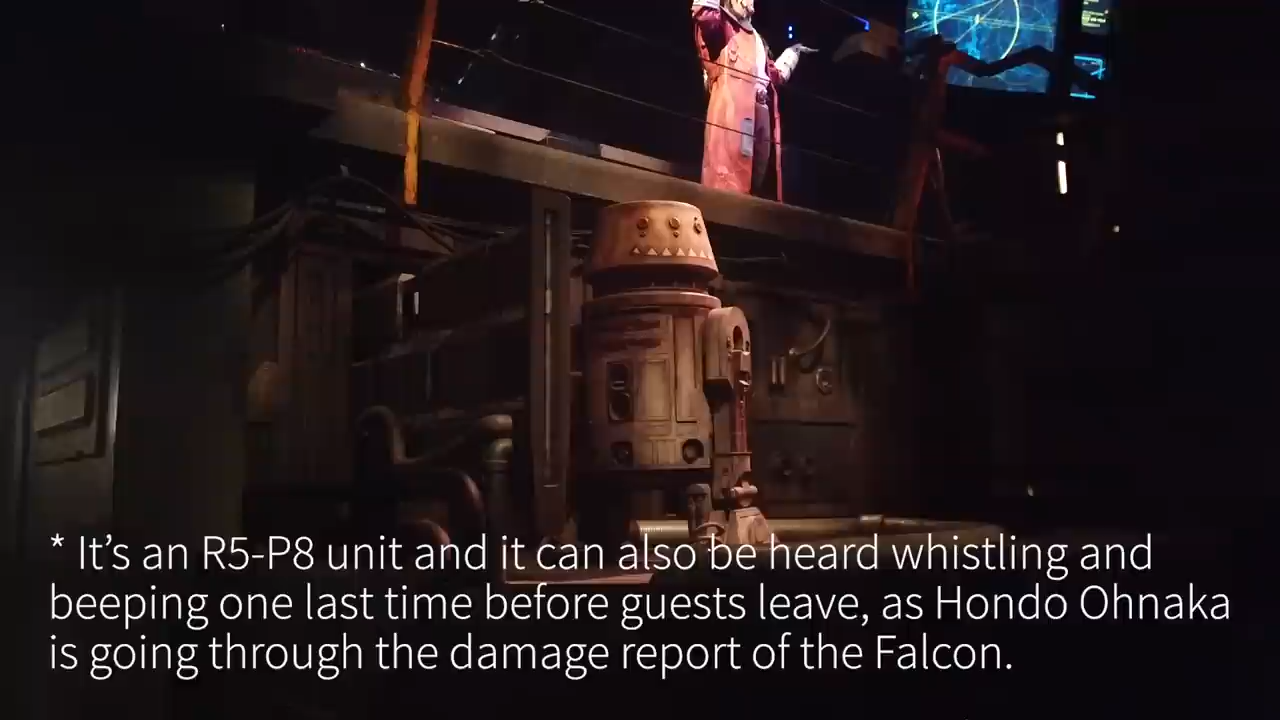 * It’s an R5-P8 unit and it can also be heard whistling and
beeping one last time before guests leave, as Hondo Ohnaka
is going through the damage report of the Falcon.